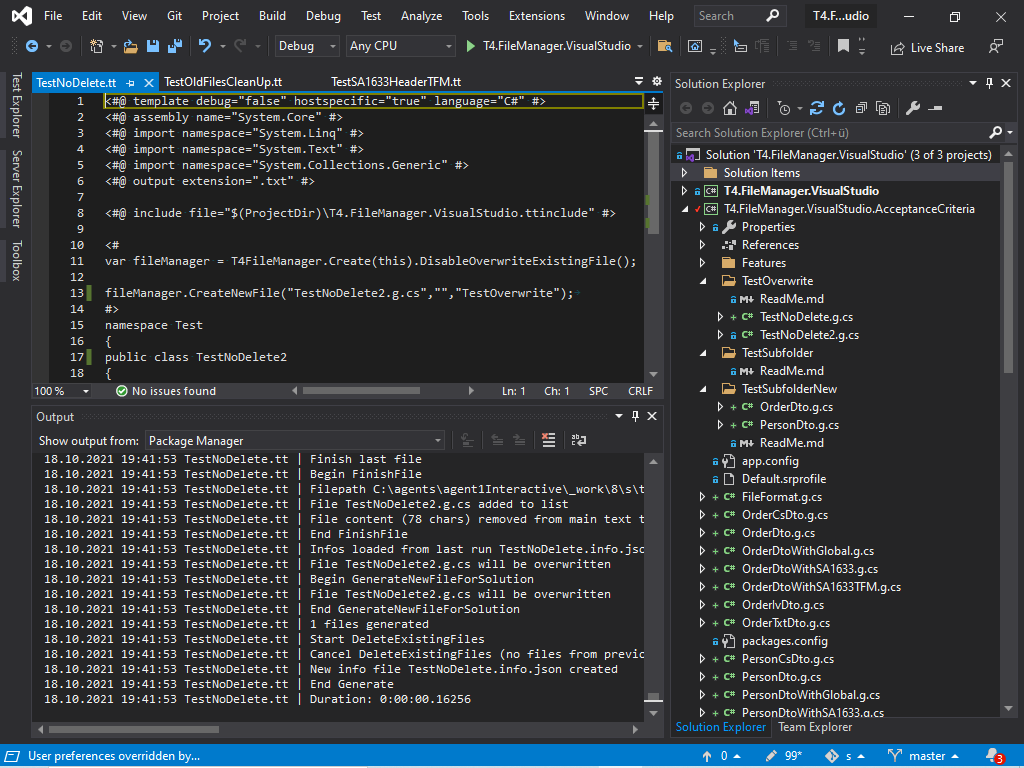 File Edit View Git Project Build Debug Test Analyze Tools Extensions Window Help Search T4.F...udio
Debug Any CPU T4.FileManager.VisualStudio Live Share
Test Explorer
Server Explorer
Toolbox
TestNoDelete.tt TestOldFilesCleanUp.tt TestSA1633HeaderTFM.tt
1 <#@ template debug="false" hostspecific="true" language="C#" #>
2 <#@ assembly name="System.Core" #>
3 <#@ import namespace="System.Linq" #>
4 <#@ import namespace="System.Text" #>
5 <#@ import namespace="System.Collections.Generic" #>
6 <#@ output extension=".txt" #>
7
8 <#@ include file="$(ProjectDir)\T4.FileManager.VisualStudio.ttinclude" #>
9
10 <#
11 var fileManager = T4FileManager.Create(this).DisableOverwriteExistingFile();
12
13 fileManager.CreateNewFile("TestNoDelete2.g.cs","","TestOverwrite");
14 #>
15 namespace Test
16 {
17 public class TestNoDelete2
18 {
100 % No issues found Ln: 1 Ch: 1 SPC CRLF
Output
Show output from: Package Manager
18.10.2021 19:41:53 TestNoDelete.tt | Finish last file
18.10.2021 19:41:53 TestNoDelete.tt | Begin FinishFile
18.10.2021 19:41:53 TestNoDelete.tt | Filepath C:\agents\agent1Interactive\_work\8\s\t
18.10.2021 19:41:53 TestNoDelete.tt | File TestNoDelete2.g.cs added to list
18.10.2021 19:41:53 TestNoDelete.tt | File content (78 chars) removed from main text t
18.10.2021 19:41:53 TestNoDelete.tt | End FinishFile
18.10.2021 19:41:53 TestNoDelete.tt | Infos loaded from last run TestNoDelete.info.jsc
18.10.2021 19:41:53 TestNoDelete.tt | File TestNoDelete2.g.cs will be overwritten
18.10.2021 19:41:53 TestNoDelete.tt | Begin GenerateNewFileForSolution
18.10.2021 19:41:53 TestNoDelete.tt | File TestNoDelete2.g.cs will be overwritten
18.10.2021 19:41:53 TestNoDelete.tt | End GenerateNewFileForSolution
18.10.2021 19:41:53 TestNoDelete.tt | 1 files generated
18.10.2021 19:41:53 TestNoDelete.tt | Start DeleteExistingFiles
18.10.2021 19:41:53 TestNoDelete.tt | Cancel DeleteExistingFiles (no files from previc
18.10.2021 19:41:53 TestNoDelete.tt | New info file TestNoDelete.info.json created
18.10.2021 19:41:53 TestNoDelete.tt | End Generate
18.10.2021 19:41:53 TestNoDelete.tt | Duration: 0:00:00.16256
Solution Explorer
Search Solution Explorer (Ctrl+ü)
Solution 'T4.FileManager.VisualStudio' (3 of 3 projects)
Solution Items
C# T4.FileManager.VisualStudio
C# T4.FileManager.VisualStudio.AcceptanceCriteria
Properties
References
Features
TestOverwrite
M↓ ReadMe.md
+ C# TestNoDelete.g.cs
C# TestNoDelete2.g.cs
TestSubfolder
M↓ ReadMe.md
TestSubfolderNew
+ C# OrderDto.g.cs
+ C# PersonDto.g.cs
M↓ ReadMe.md
app.config
Default.srprofile
+ C# FileFormat.g.cs
+ C# OrderCsDto.g.cs
+ C# OrderDto.g.cs
+ C# OrderDtoWithGlobal.g.cs
+ C# OrderDtoWithSA1633.g.cs
+ C# OrderDtoWithSA1633TFM.g.cs
+ C# OrderIvDto.g.cs
+ C# OrderTxtDto.g.cs
packages.config
+ C# PersonCsDto.g.cs
+ C# PersonDto.g.cs
+ C# PersonDtoWithGlobal.g.cs
+ C# PersonDtoWithSA1633.g.cs
Solution Explorer Team Explorer
User preferences overridden by... 0 99* s master 3